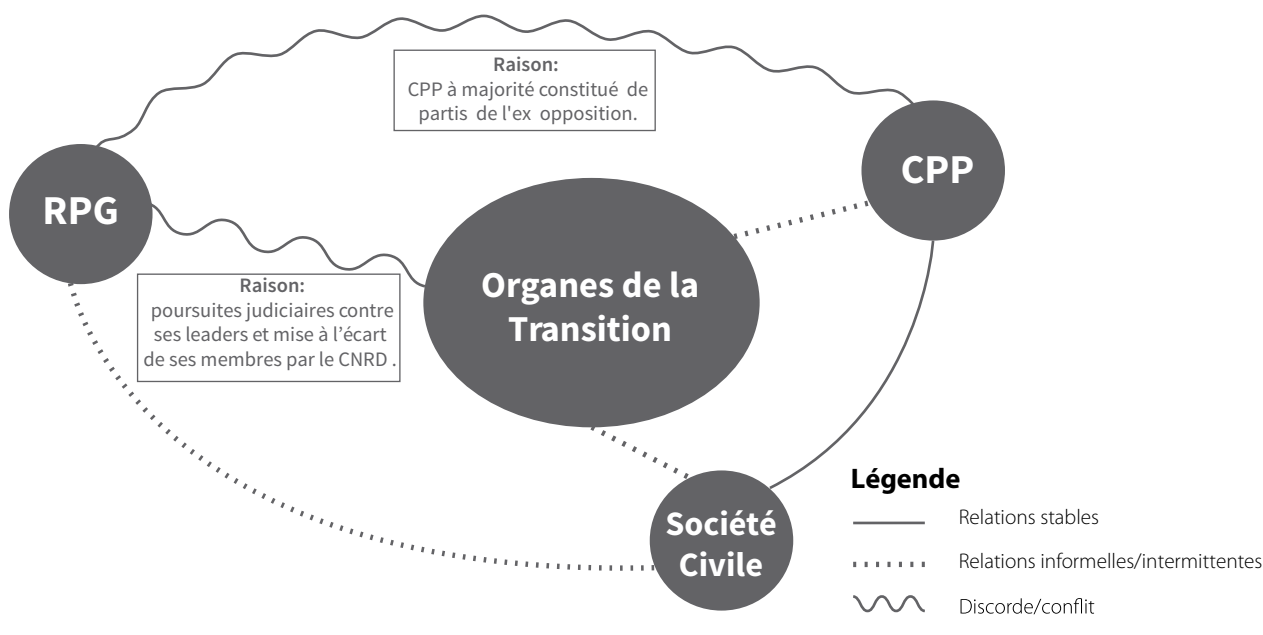 Raison:
CPP à majorité constitué de
partis de l'ex opposition.
CPP
RPG
Organes de la
Transition
Raison:
poursuites judiciaires contre
ses leaders et mise à l’écart
de ses membres par le CNRD .
Société
Civile
Légende
Relations stables
Relations informelles/intermittentes
Discorde/conflit